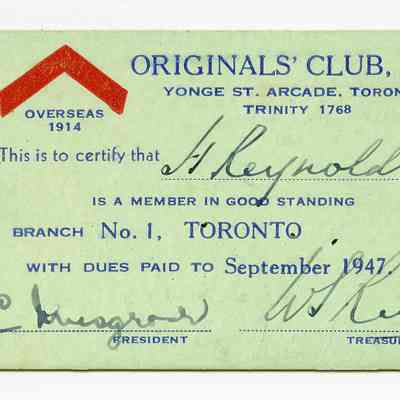 ORIGINALS' CLUB,
YONGE ST. ARCADE, TORON
TRINITY 1768
OVERSEAS
1914
This is to certify that H Reynold
IS A MEMBER IN GOOD STANDING
BRANCH No. 1, TORONTO
WITH DUES PAID TO September 1947
C Musgrove
PRESIDENT
TREASU